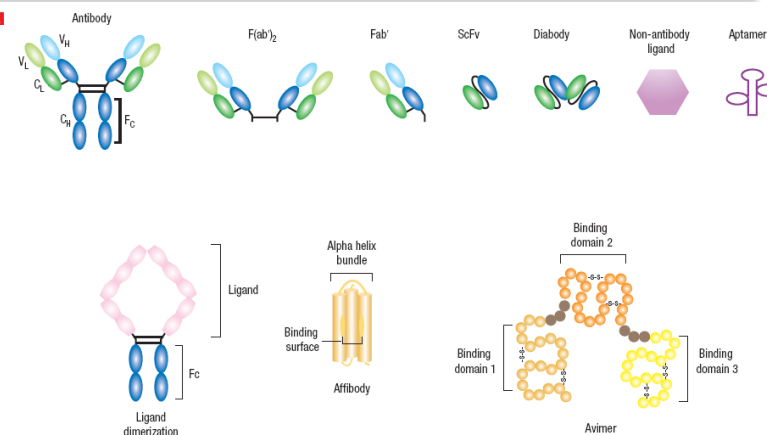 Antibody
F(ab')2
Fab'
ScFv
Diabody
Non-antibody
ligand
Aptamer
VH
VL
CL
CH
FC
Binding
domain 2
-s-s-
-s-s-
Alpha helix
bundle
Ligand
Binding
surface
Binding
domain 1
-s-s-
-s-s-
Binding
domain 3
-s-s-
-s-s-
Fc
Affibody
Ligand
dimerization
Avimer